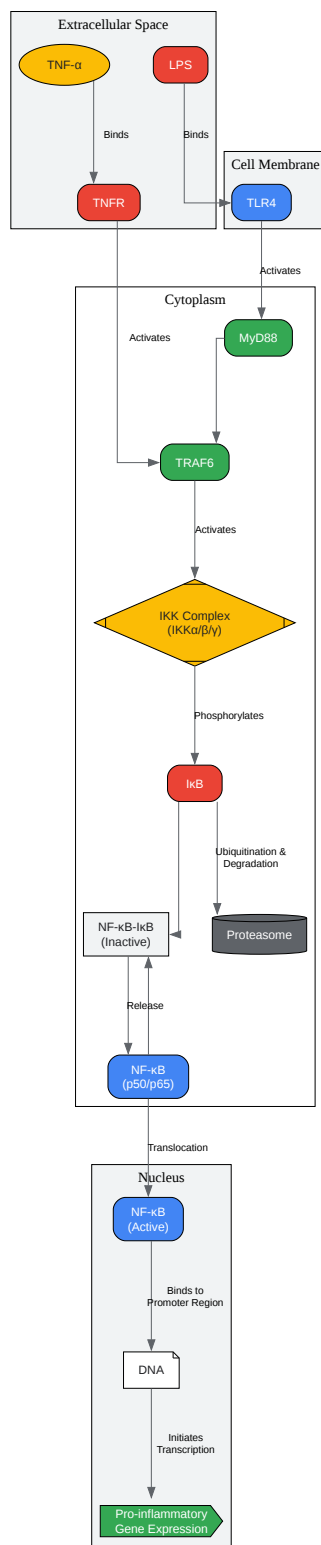 Extracellular Space
TNF-α
LPS
Binds
Binds
Cell Membrane
TNFR
TLR4
Activates
Cytoplasm
Activates
MyD88
TRAF6
Activates
IKK Complex
(IKKα/β/γ)
Phosphorylates
IκB
Ubiquitination &
Degradation
NF-κB-IκB
(Inactive)
Proteasome
Release
NF-κB
(p50/p65)
Translocation
Nucleus
NF-κB
(Active)
Binds to
Promoter Region
DNA
Initiates
Transcription
Pro-inflammatory
Gene Expression